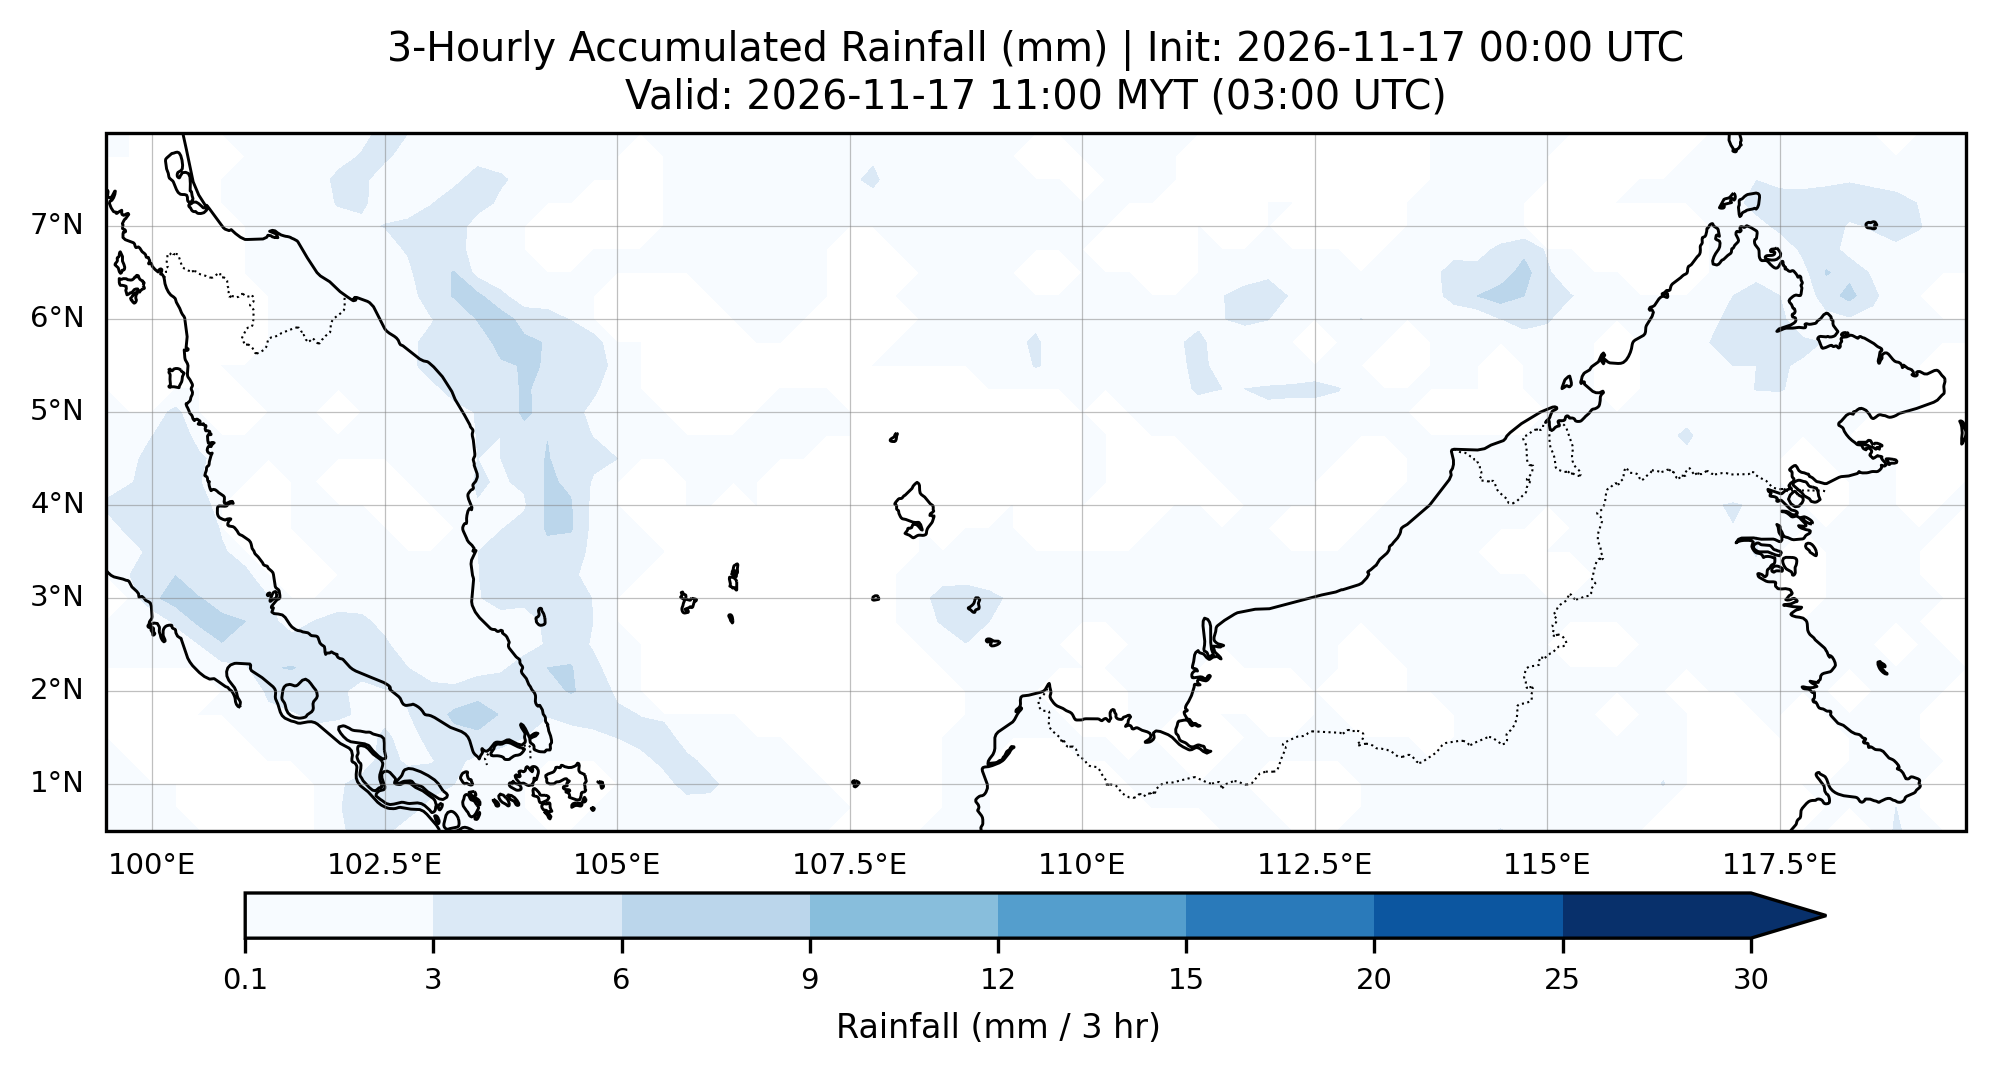 3-Hourly Accumulated Rainfall (mm) | Init: 2026-11-17 00:00 UTC
Valid: 2026-11-17 11:00 MYT (03:00 UTC)
7°N
6°N
5°N
4°N
3°N
2°N
1°N
100°E 102.5°E 105°E 107.5°E 110°E 112.5°E 115°E 117.5°E
0.1 3 6 9 12 15 20 25 30
Rainfall (mm / 3 hr)